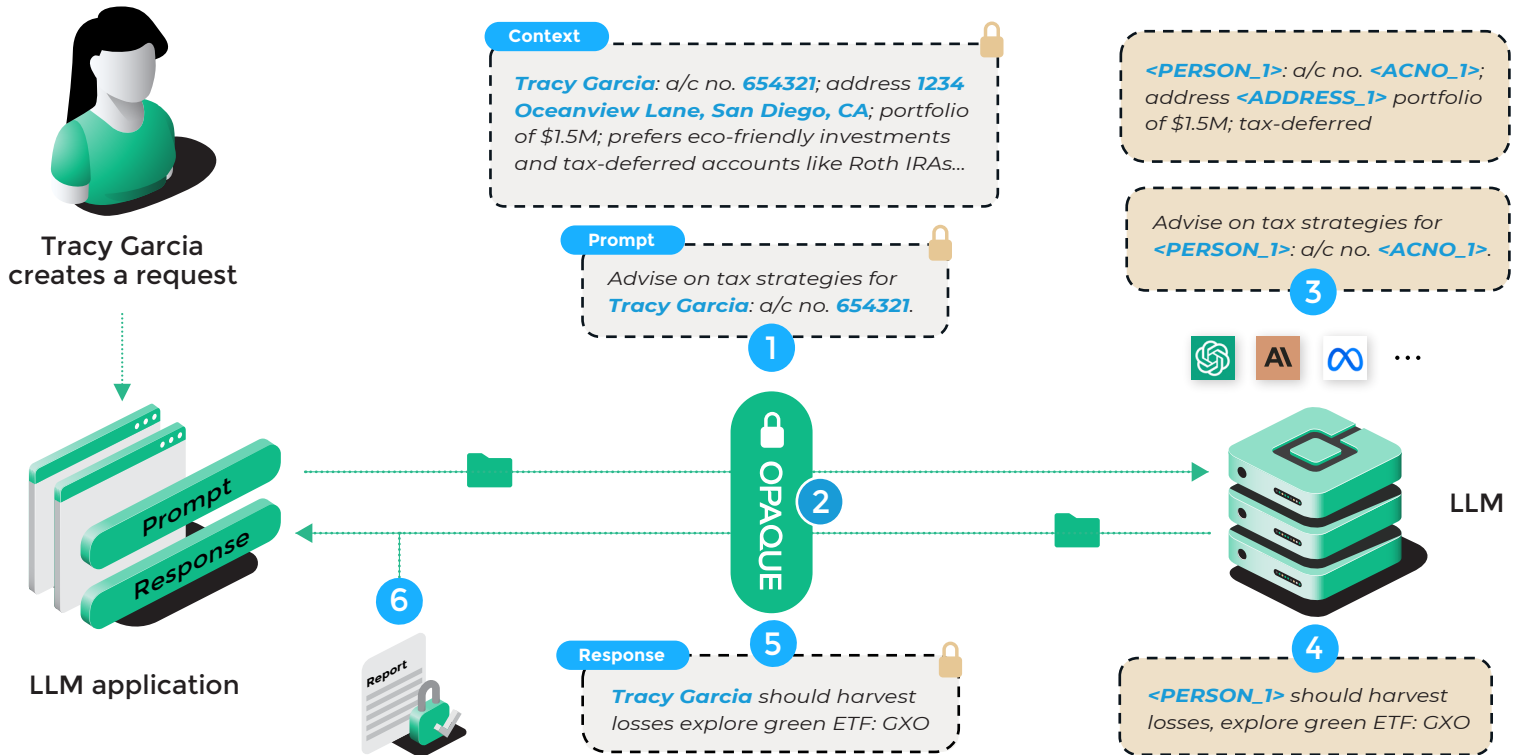 Tracy Garcia
creates a request
Context
Tracy Garcia: a/c no. 654321; address 1234
Oceanview Lane, San Diego, CA; portfolio
of $1.5M; prefers eco-friendly investments
and tax-deferred accounts like Roth IRAs...
Prompt
Advise on tax strategies for
Tracy Garcia: a/c no. 654321.
1
<PERSON_1>: a/c no. <ACNO_1>;
address <ADDRESS_1> portfolio
of $1.5M; tax-deferred
Advise on tax strategies for
<PERSON_1>: a/c no. <ACNO_1>.
3
AI
...
Prompt
Response
LLM application
OPAQUE
2
LLM
6
Report
5
Response
Tracy Garcia should harvest
losses explore green ETF: GXO
4
<PERSON_1> should harvest
losses, explore green ETF: GXO